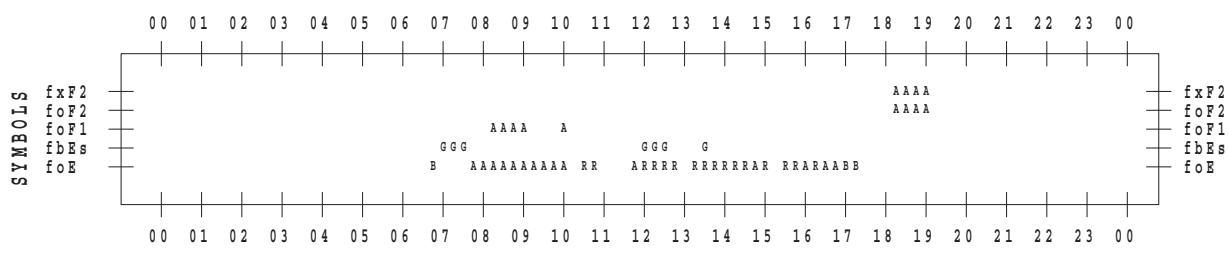 00 01 02 03 04 05 06 07 08 09 10 11 12 13 14 15 16 17 18 19 20 21 22 23 00
SYMBOLS
fxF2 AAAA fxF2
foF2 AAAA foF2
foF1 AAAA A foF1
fbEs GGG GGG G fbEs
foE B AAAAAAAAAA RR ARRRR RRRRRRAR RRARAABB foE
00 01 02 03 04 05 06 07 08 09 10 11 12 13 14 15 16 17 18 19 20 21 22 23 00